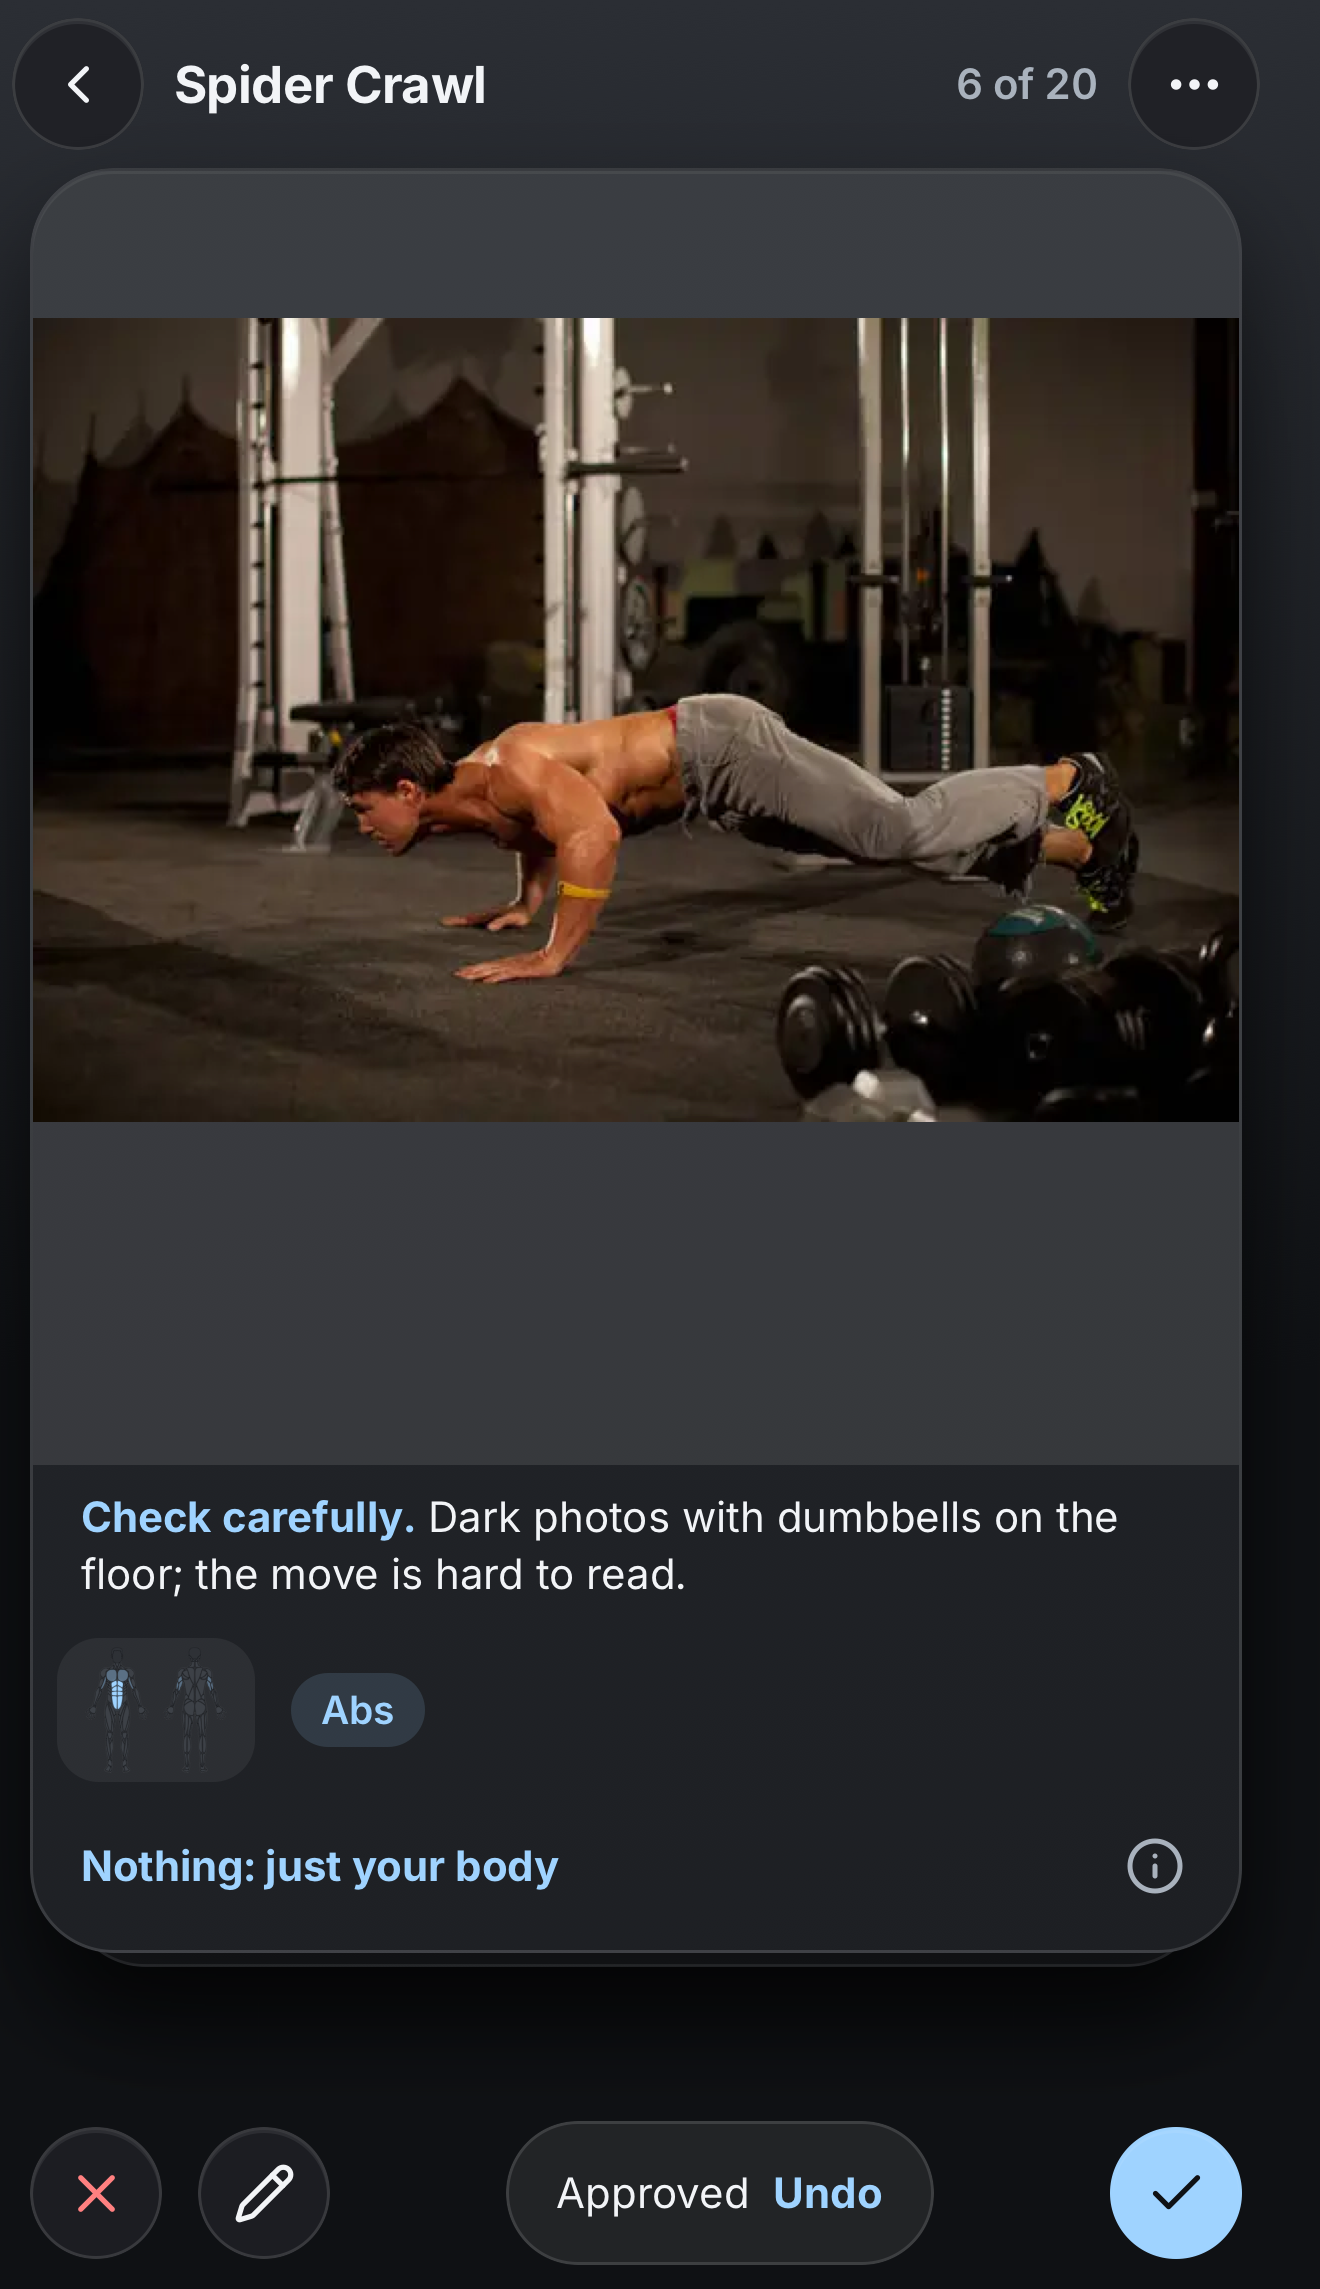 Spider Crawl
6 of 20
Check carefully. Dark photos with dumbbells on the
floor; the move is hard to read.
Abs
Nothing: just your body
Approved Undo